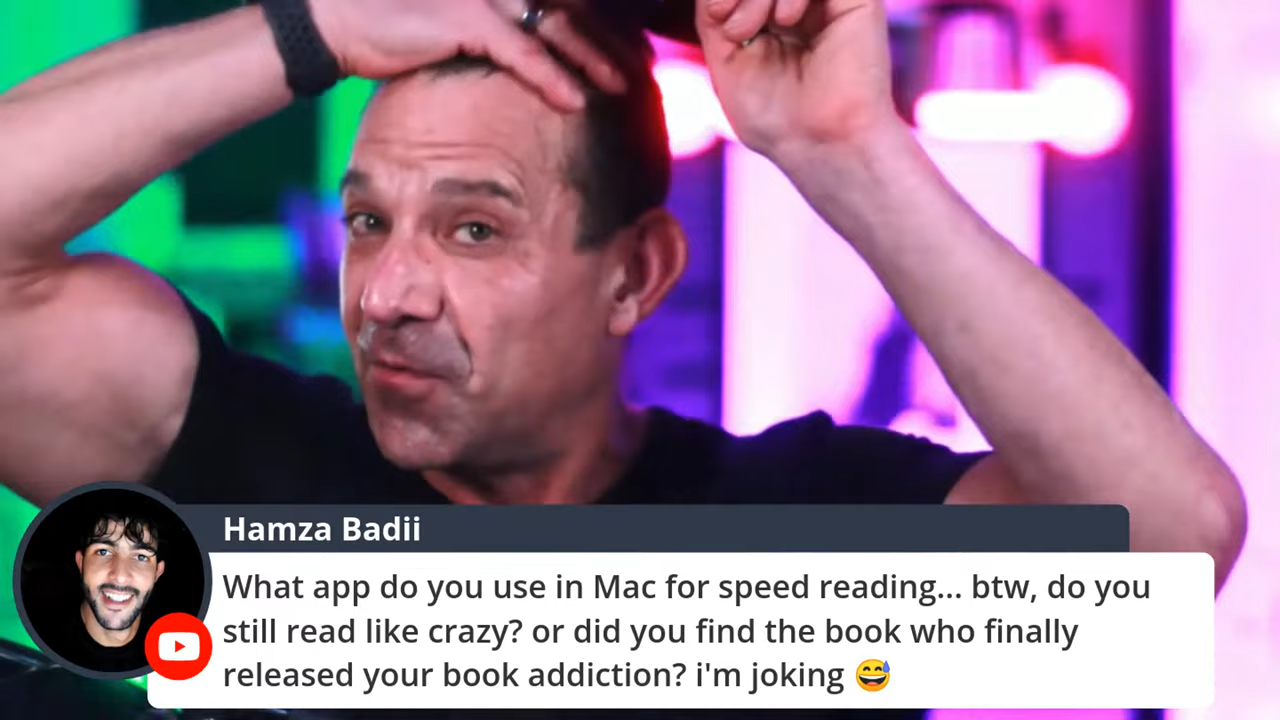 Hamza Badii
What app do you use in Mac for speed reading... btw, do you
still read like crazy? or did you find the book who finally
released your book addiction? i'm joking 😅